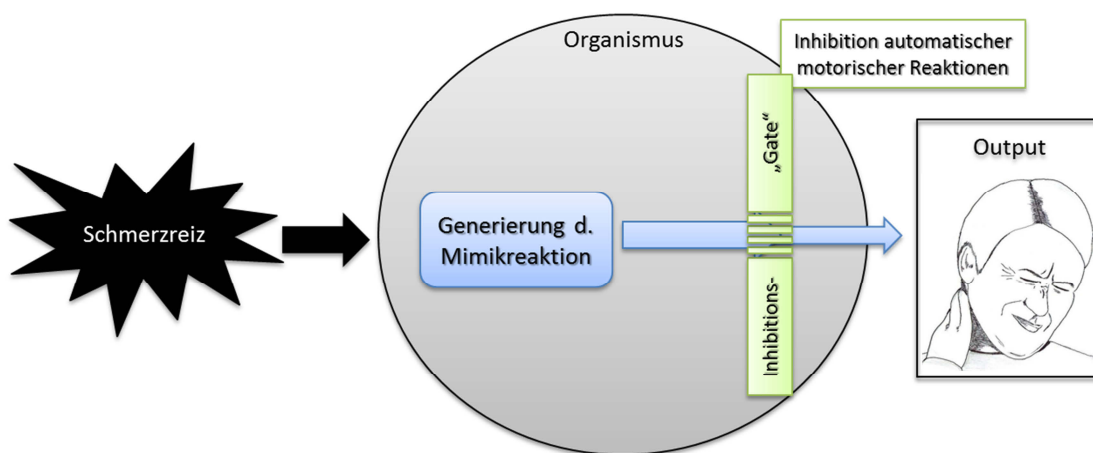 Organismus
Inhibition automatischer
motorischer Reaktionen
Schmerzreiz
Generierung d.
Mimikreaktion
Inhibitions-
„Gate“
Output